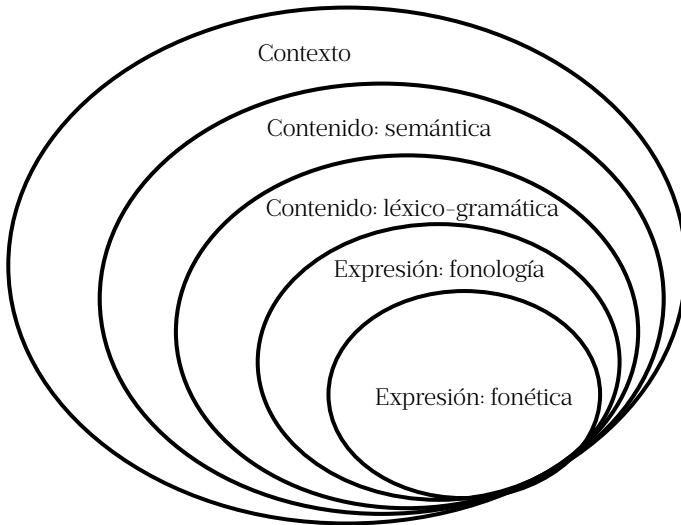 Contexto
Contenido: semántica
Contenido: léxico-gramática
Expresión: fonología
Expresión: fonética